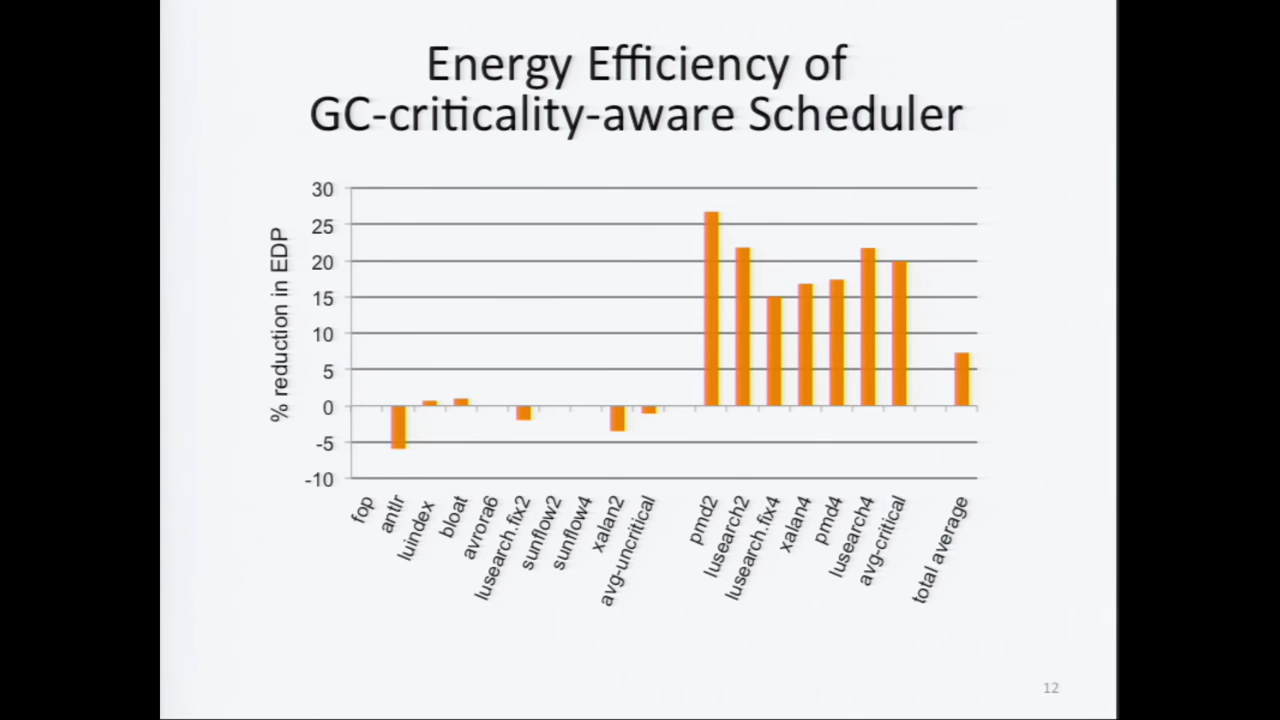 Energy Efficiency of
GC-criticality-aware Scheduler
% reduction in EDP
30
25
20
15
10
5
0
-5
-10
fop
antlr
luindex
bloat
avrora6
lusearch.fix2
sunflow2
sunflow4
xalan2
avg-uncritical
pmd2
lusearch2
lusearch.fix4
xalan4
pmd4
lusearch4
avg-critical
total average
12